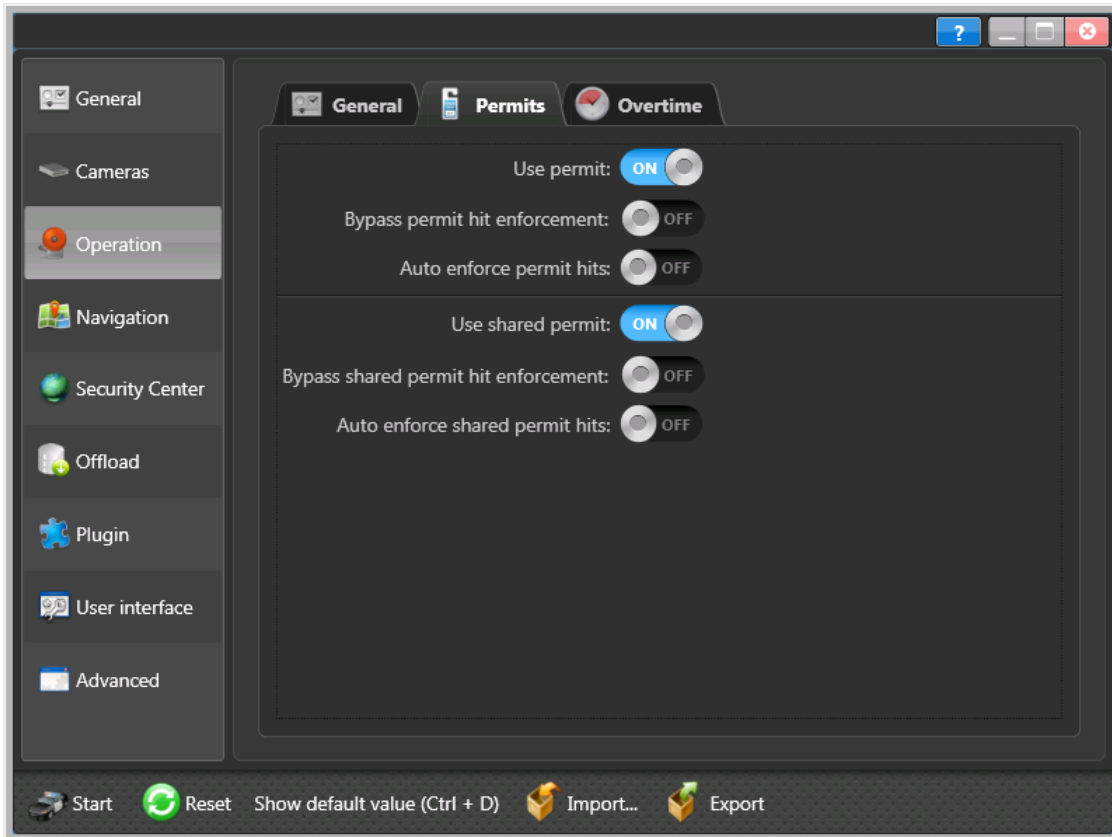 ?
General
Cameras
Operation
Navigation
Security Center
Offload
Plugin
User interface
Advanced
General Permits Overtime
Use permit: ON
Bypass permit hit enforcement: OFF
Auto enforce permit hits: OFF
Use shared permit: ON
Bypass shared permit hit enforcement: OFF
Auto enforce shared permit hits: OFF
Start Reset Show default value (Ctrl + D) Import... Export